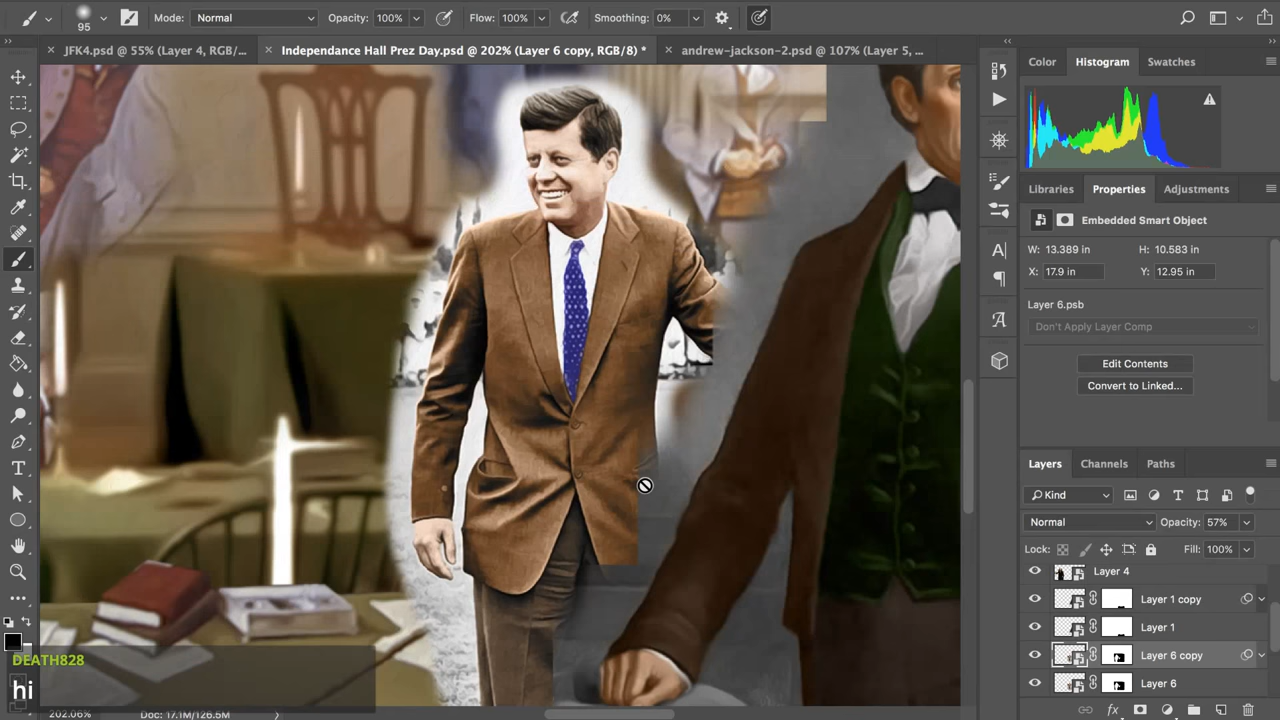 95
Mode: Normal
Opacity: 100%
Flow: 100%
Smoothing: 0%
JFK4.psd @ 55% (Layer 4, RGB/...
Independance Hall Prez Day.psd @ 202% (Layer 6 copy, RGB/8) *
andrew-jackson-2.psd @ 107% (Layer 5, ...
Color
Histogram
Swatches
Libraries
Properties
Adjustments
Embedded Smart Object
W: 13.389 in
H: 10.583 in
X: 17.9 in
Y: 12.95 in
Layer 6.psb
Don't Apply Layer Comp
Edit Contents
Convert to Linked...
Layers
Channels
Paths
Kind
Normal
Opacity: 57%
Lock:
Fill: 100%
Layer 4
Layer 1 copy
Layer 1
Layer 6 copy
Layer 6
fx
DEATH828
hi
202.06%
Doc: 17.1M/126.5M